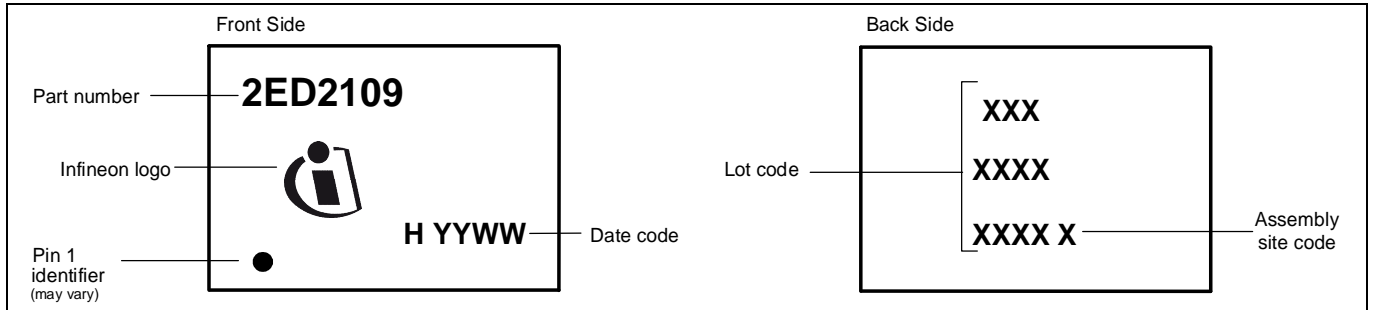 Front Side
Part number
2ED2109
Infineon logo
H YYWW
Date code
Pin 1
identifier
(may vary)
Back Side
XXX
Lot code
XXXX
XXXX X
Assembly
site code